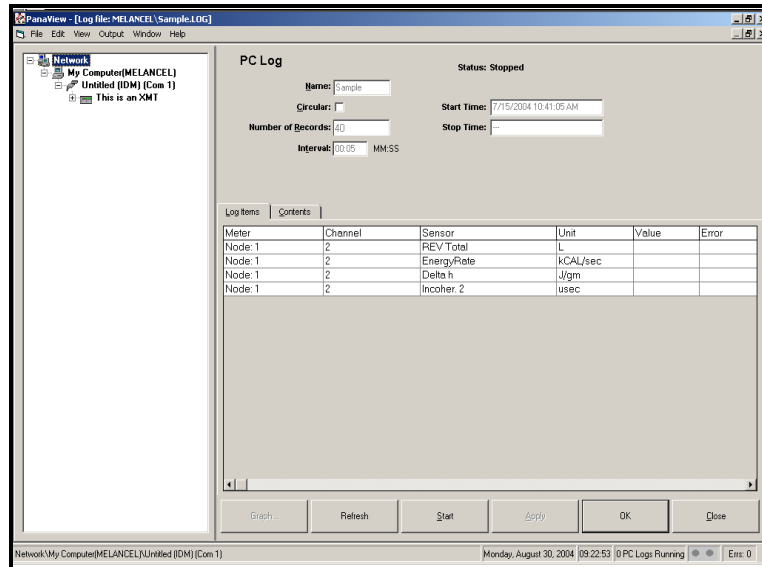 PanaView - [Log file: MELANCEL\Sample.LOG]
File Edit View Output Window Help
Network
My Computer(MELANCEL)
Untitled (IDM) (Com 1)
This is an XMT
PC Log
Status: Stopped
Name: Sample
Circular:
Start Time: 7/15/2004 10:41:05 AM
Number of Records: 40
Stop Time: ---
Interval: 00:05 MM:SS
Log Items Contents
Meter Channel Sensor Unit Value Error
Node: 1 2 REV Total L
Node: 1 2 EnergyRate kCAL/sec
Node: 1 2 Delta h J/gm
Node: 1 2 Incoher. 2 usec
Graph... Refresh Start Apply OK Close
Network\My Computer(MELANCEL)\Untitled (IDM) (Com 1) Monday, August 30, 2004 09:22:53 0 PC Logs Running Errs: 0